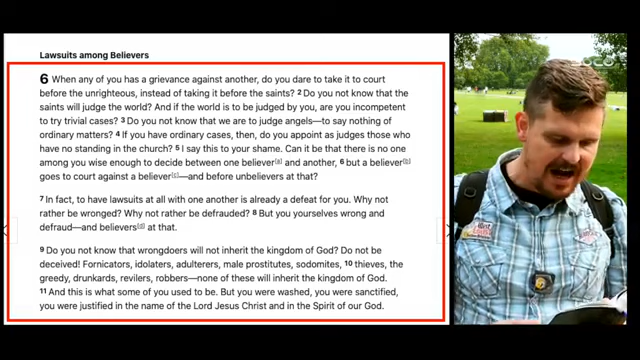 Lawsuits among Believers
6 When any of you has a grievance against another, do you dare to take it to court
before the unrighteous, instead of taking it before the saints? 2 Do you not know that the
saints will judge the world? And if the world is to be judged by you, are you incompetent
to try trivial cases? 3 Do you not know that we are to judge angels—to say nothing of
ordinary matters? 4 If you have ordinary cases, then, do you appoint as judges those who
have no standing in the church? 5 I say this to your shame. Can it be that there is no one
among you wise enough to decide between one believer[a] and another, 6 but a believer[b]
goes to court against a believer[c]—and before unbelievers at that?
7 In fact, to have lawsuits at all with one another is already a defeat for you. Why not
rather be wronged? Why not rather be defrauded? 8 But you yourselves wrong and
defraud—and believers[d] at that.
9 Do you not know that wrongdoers will not inherit the kingdom of God? Do not be
deceived! Fornicators, idolaters, adulterers, male prostitutes, sodomites, 10 thieves, the
greedy, drunkards, revilers, robbers—none of these will inherit the kingdom of God.
11 And this is what some of you used to be. But you were washed, you were sanctified,
you were justified in the name of the Lord Jesus Christ and in the Spirit of our God.